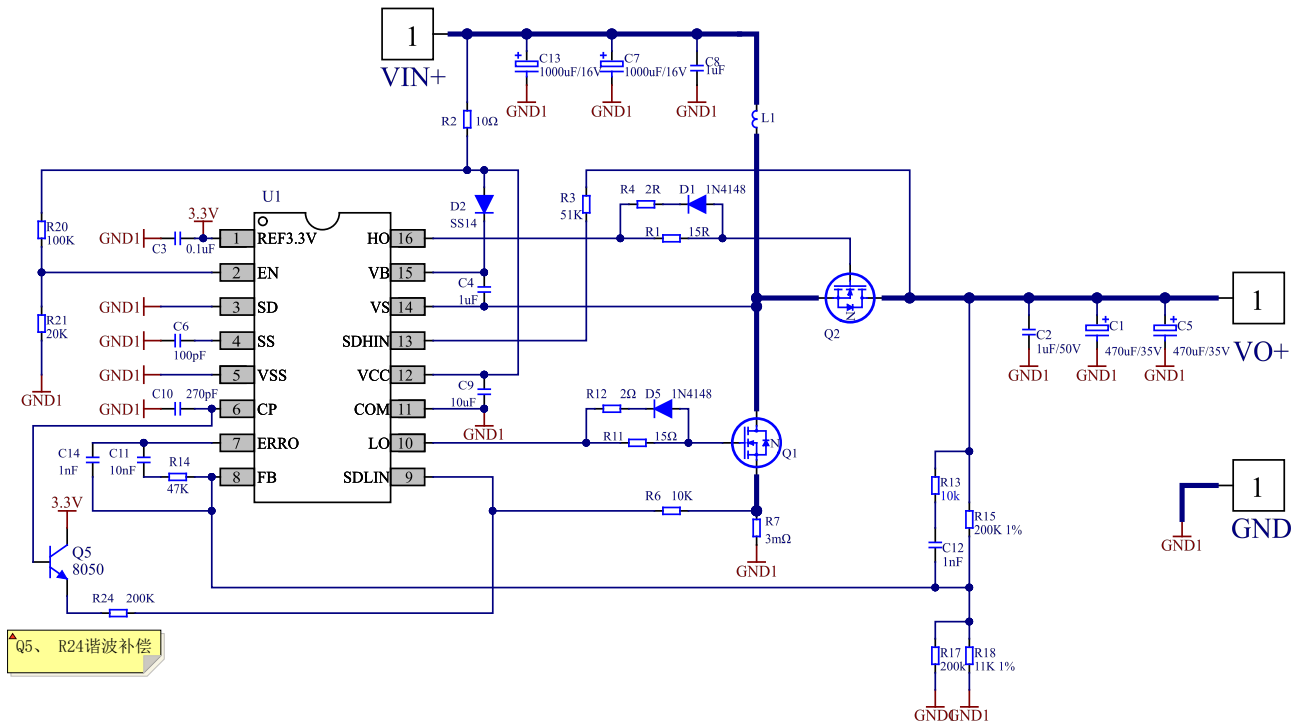 1
VIN+
C13
1000uF/16V
C7
1000uF/16V
C8
1uF
GND1
GND1
GND1
R2
10Ω
L1
U1
D2
SS14
R3
51K
R4
2R
D1
1N4148
R1
15R
R20
100K
3.3V
GND1
C3
0.1uF
1
REF3.3V
HO
16
2
EN
VB
15
C4
1uF
GND1
3
SD
VS
14
R21
20K
C6
GND1
100pF
4
SS
SDHIN
13
Q2
GND1
GND1
5
VSS
VCC
12
C9
10uF
C10
270pF
GND1
6
CP
COM
11
GND1
R12
2Ω
D5
1N4148
7
ERRO
LO
10
R11
15Ω
Q1
C14
1nF
C11
10nF
R14
47K
8
FB
SDLIN
9
C2
1uF/50V
C1
470uF/35V
C5
470uF/35V
GND1
GND1
GND1
1
VO+
3.3V
R6
10K
R7
3mΩ
GND1
R13
10k
R15
200K 1%
C12
1nF
1
GND
GND1
Q5
8050
R24
200K
Q5、 R24谐波补偿
R17
200k
R18
11K 1%
GND1
GND1